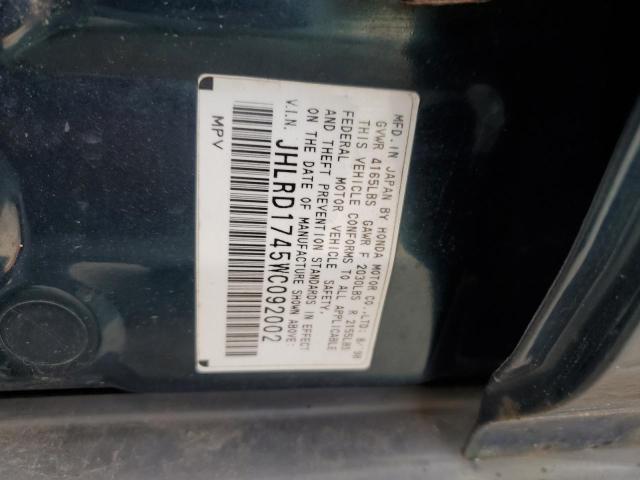 MFD. IN JAPAN BY HONDA MOTOR CO., LTD. 8/98
GVWR 4165LBS GAWR F 2030LBS R 2155LBS
THIS VEHICLE CONFORMS TO ALL APPLICABLE
FEDERAL MOTOR VEHICLE SAFETY,
AND THEFT PREVENTION STANDARDS IN EFFECT
ON THE DATE OF MANUFACTURE SHOWN ABOVE:
V.I.N. JHLRD1745WC092002
MPV